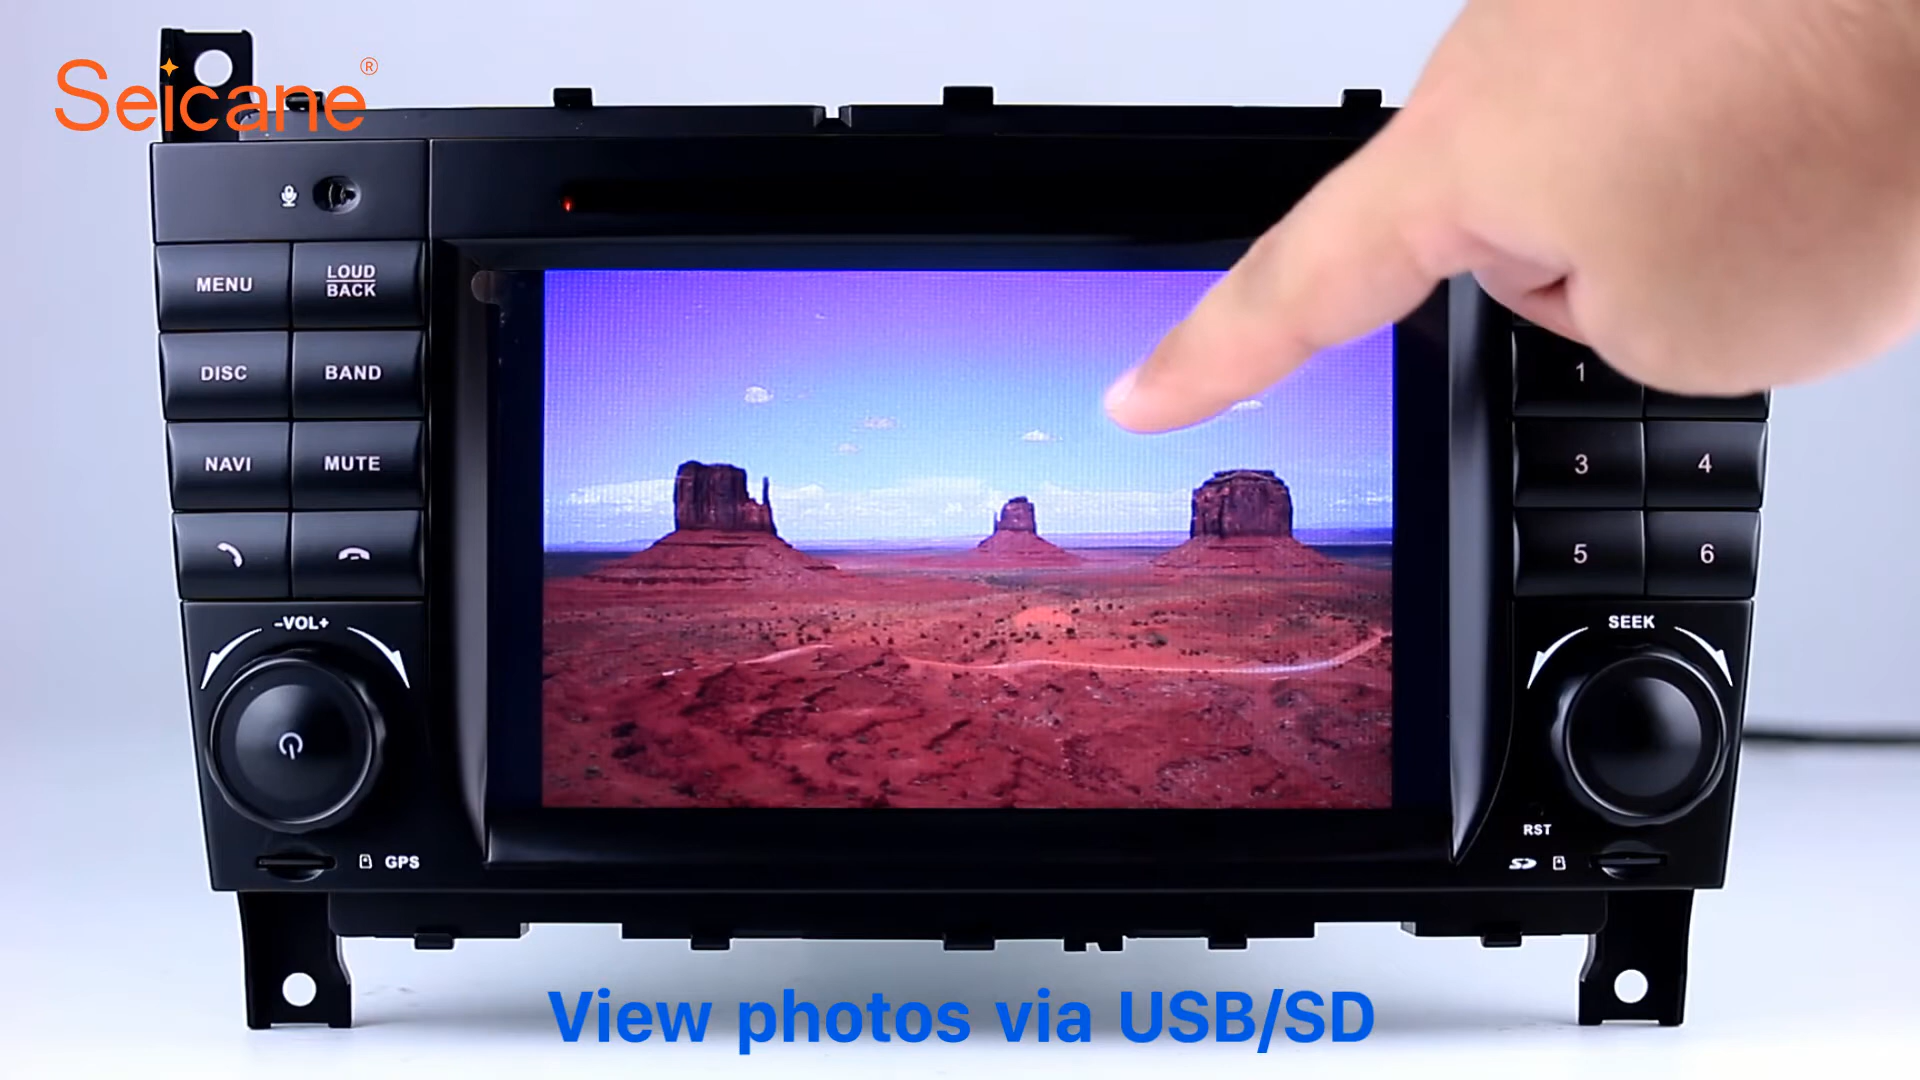 Seicane®
MENU
LOUD
BACK
DISC
BAND
1
NAVI
MUTE
3
4
5
6
-VOL+
SEEK
RST
GPS
SD
View photos via USB/SD